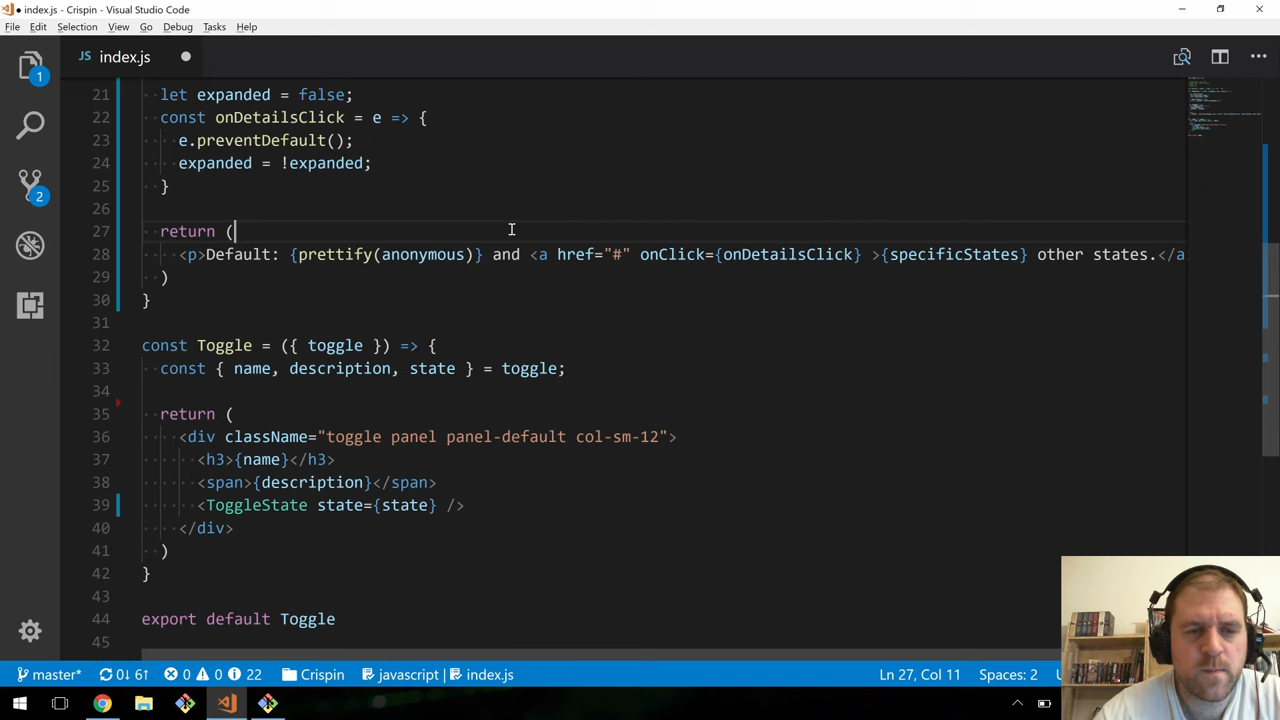 ● index.js - Crispin - Visual Studio Code
File Edit Selection View Go Debug Tasks Help
JS index.js
1
2
21 let expanded = false;
22 const onDetailsClick = e => {
23 e.preventDefault();
24 expanded = !expanded;
25 }
26
27 return (
28 <p>Default: {prettify(anonymous)} and <a href="#" onClick={onDetailsClick} >{specificStates} other states.</a
29 )
30 }
31
32 const Toggle = ({ toggle }) => {
33 const { name, description, state } = toggle;
34
35 return (
36 <div className="toggle panel panel-default col-sm-12">
37 <h3>{name}</h3>
38 <span>{description}</span>
39 <ToggleState state={state} />
40 </div>
41 )
42 }
43
44 export default Toggle
45
master* 0↓ 6↑ 0 0 22 Crispin javascript index.js Ln 27, Col 11 Spaces: 2